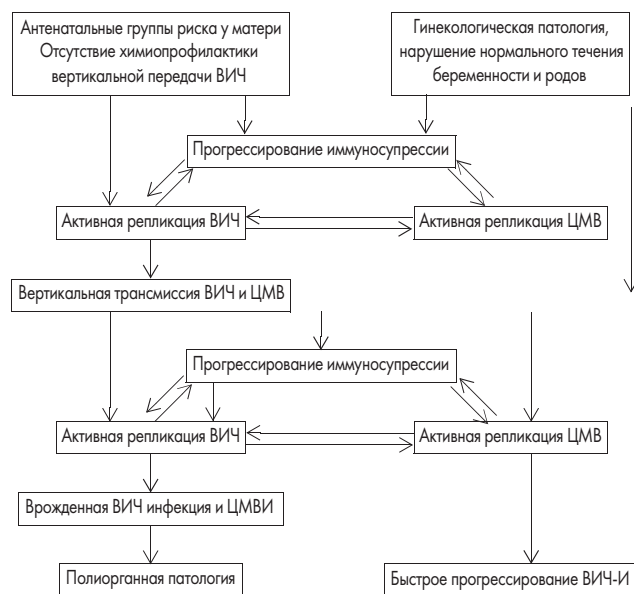 Антенатальные группы риска у матери
Отсутствие химиопрофилактики
вертикальной передачи ВИЧ
Гинекологическая патология,
нарушение нормального течения
беременности и родов
Прогрессирование иммуносупрессии
Активная репликация ВИЧ
Активная репликация ЦМВ
Вертикальная трансмиссия ВИЧ и ЦМВ
Прогрессирование иммуносупрессии
Активная репликация ВИЧ
Активная репликация ЦМВ
Врожденная ВИЧ инфекция и ЦМВИ
Полиорганная патология
Быстрое прогрессирование ВИЧ-И